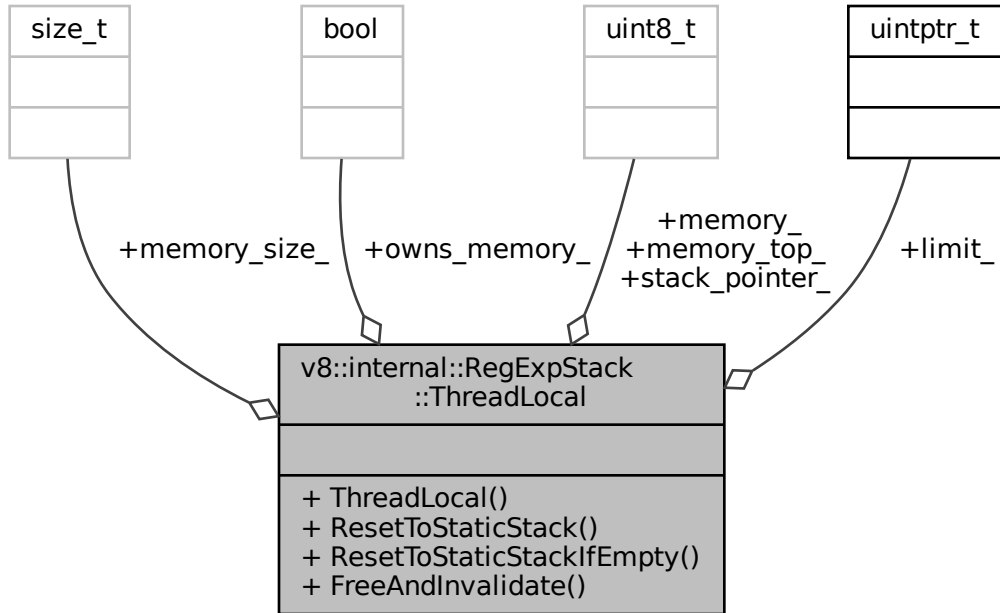 size_t
bool
uint8_t
uintptr_t
+memory_size_
+owns_memory_
+memory_
+memory_top_
+stack_pointer_
+limit_
v8::internal::RegExpStack
::ThreadLocal
+ ThreadLocal()
+ ResetToStaticStack()
+ ResetToStaticStackIfEmpty()
+ FreeAndInvalidate()